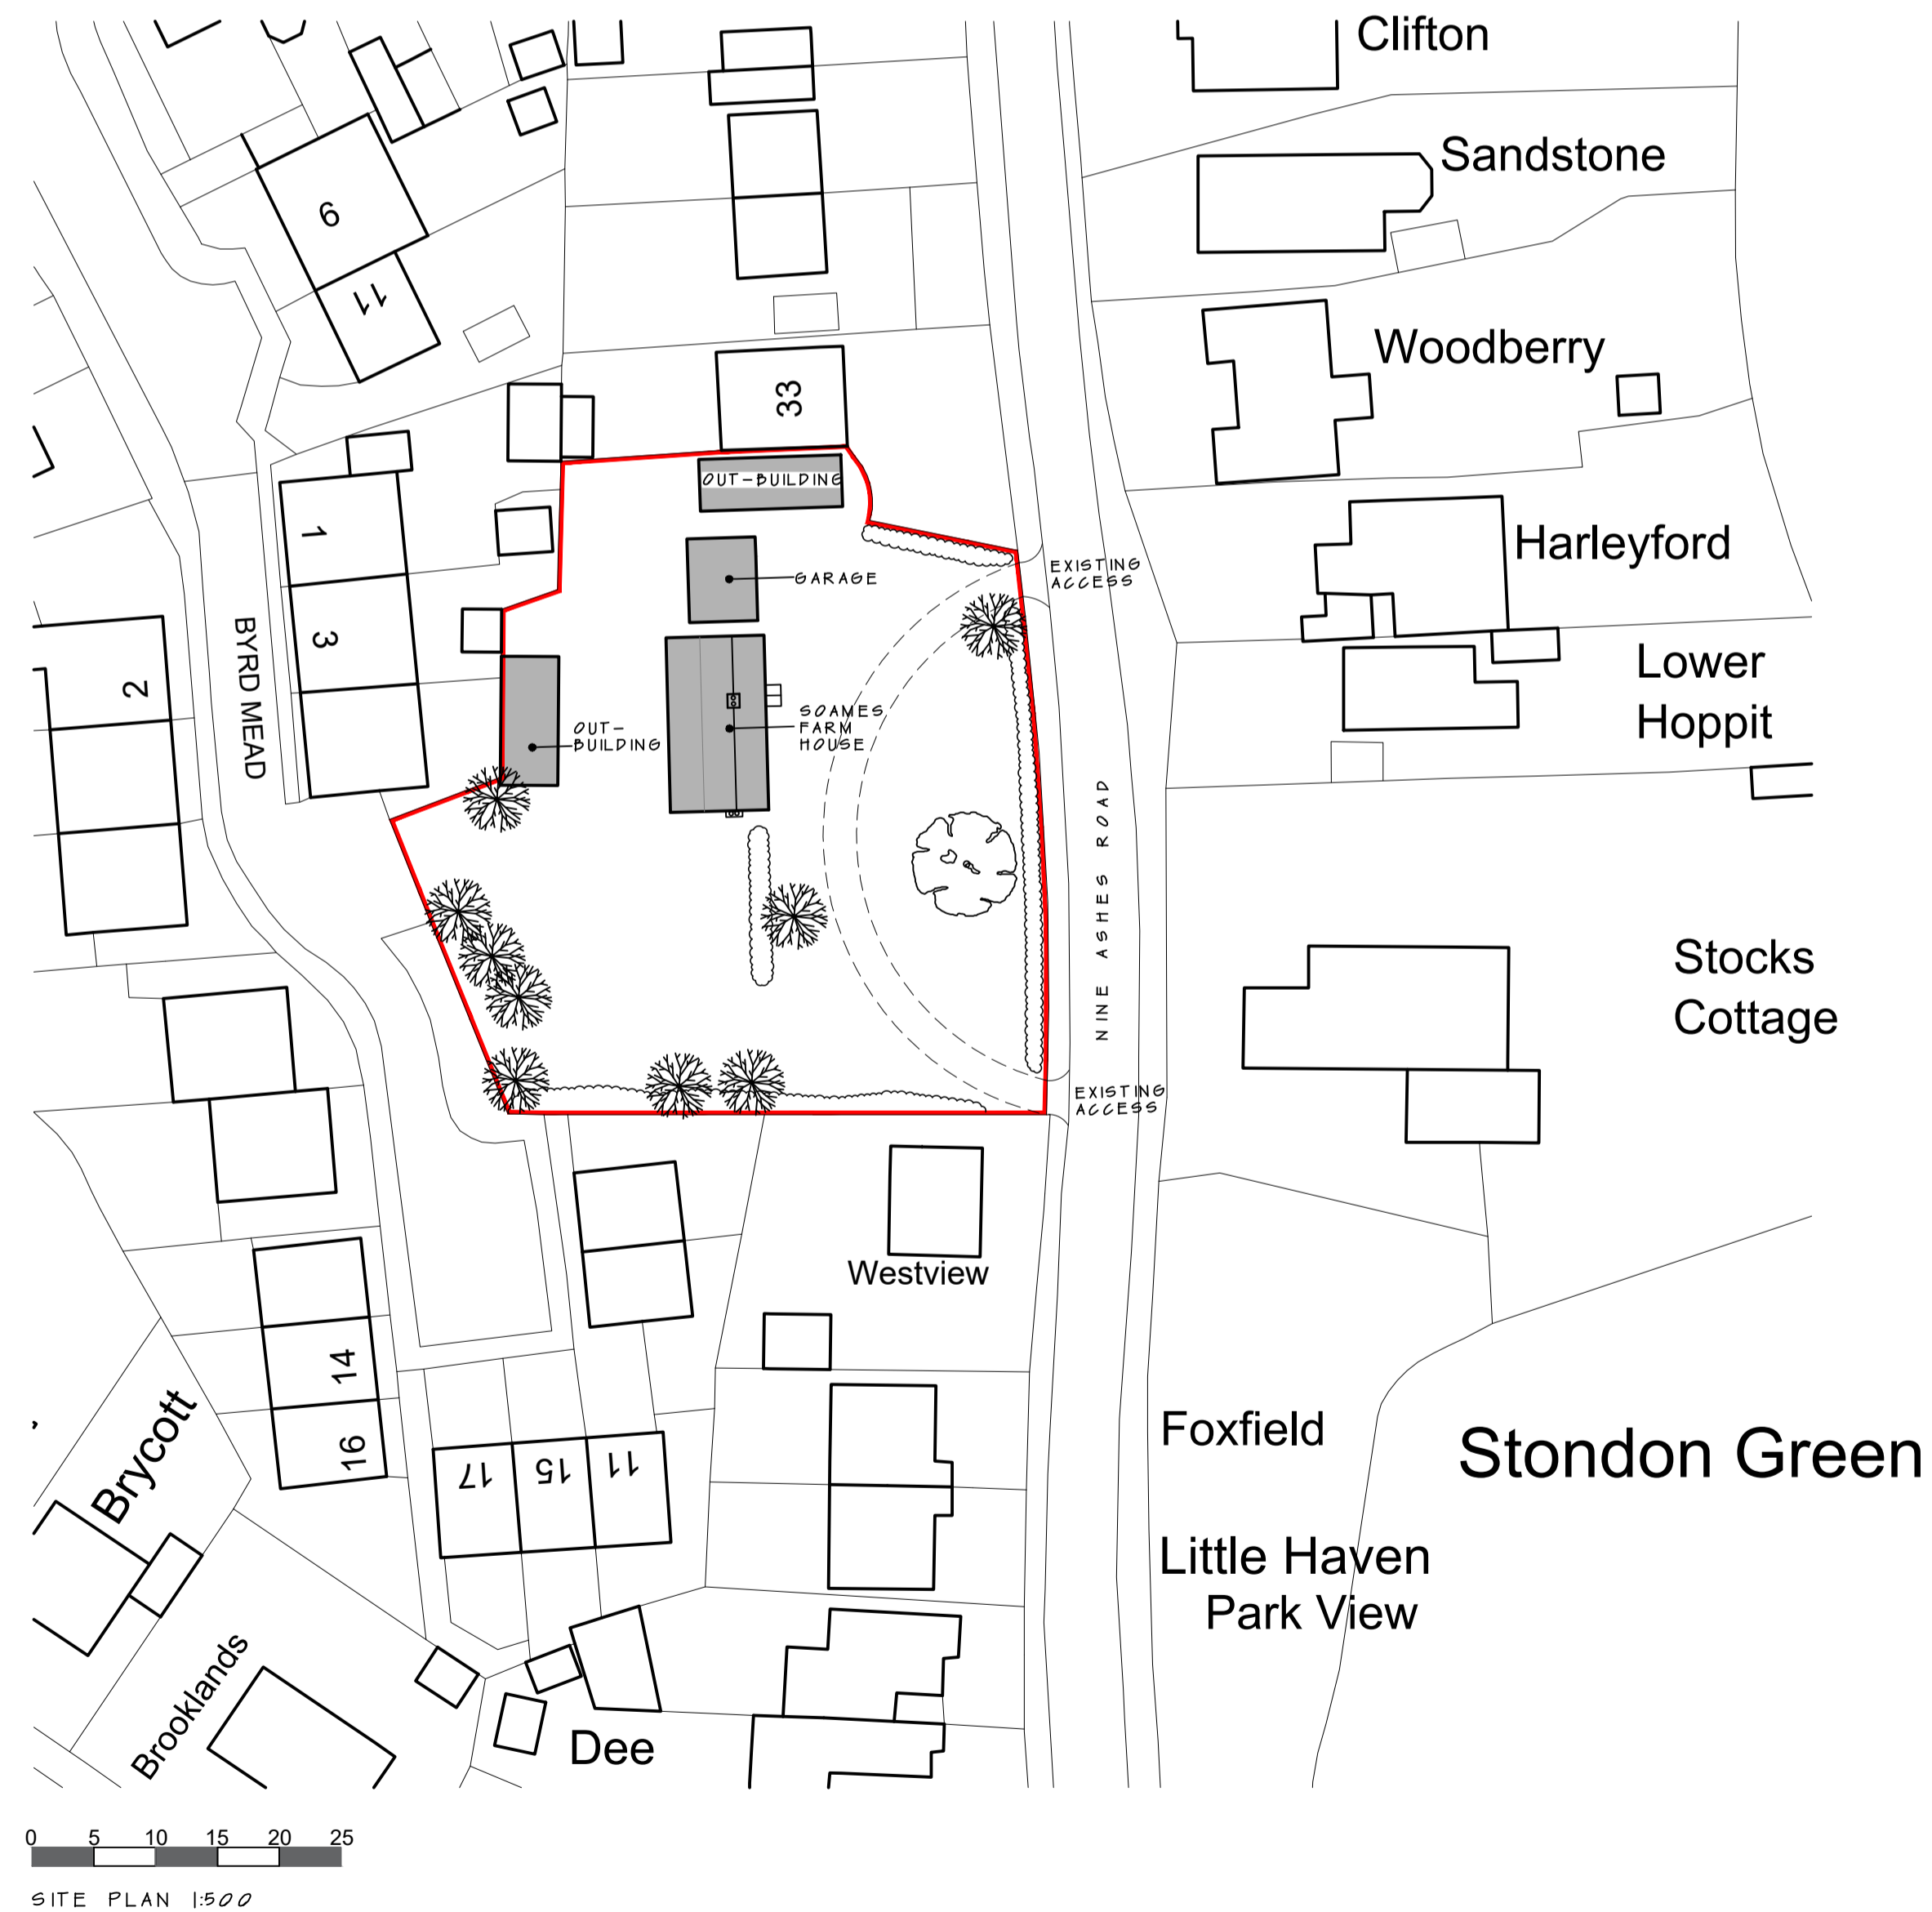 Clifton
Sandstone
9
11
Woodberry
33
OUT-BUILDING
1
Harleyford
EXISTING
ACCESS
GARAGE
3
BYRD MEAD
2
Lower
Hoppit
SOAMES
FARM
HOUSE
OUT-
BUILDING
NINE ASHES ROAD
Stocks
Cottage
EXISTING
ACCESS
Westview
14
16
Brycott
17
15
11
Foxfield
Stondon Green
Little Haven
Park View
Brooklands
Dee
0 5 10 15 20 25
SITE PLAN 1:500